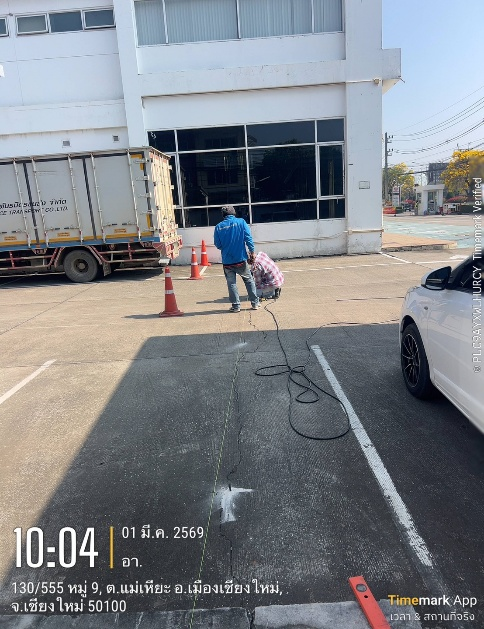 10:04
01 มี.ค. 2569
อา.
130/555 หมู่ 9, ต.แม่เหียะ อ.เมืองเชียงใหม่,
จ.เชียงใหม่ 50100
Timemark App
เวลา & สถานที่จริง
Timemark Verified